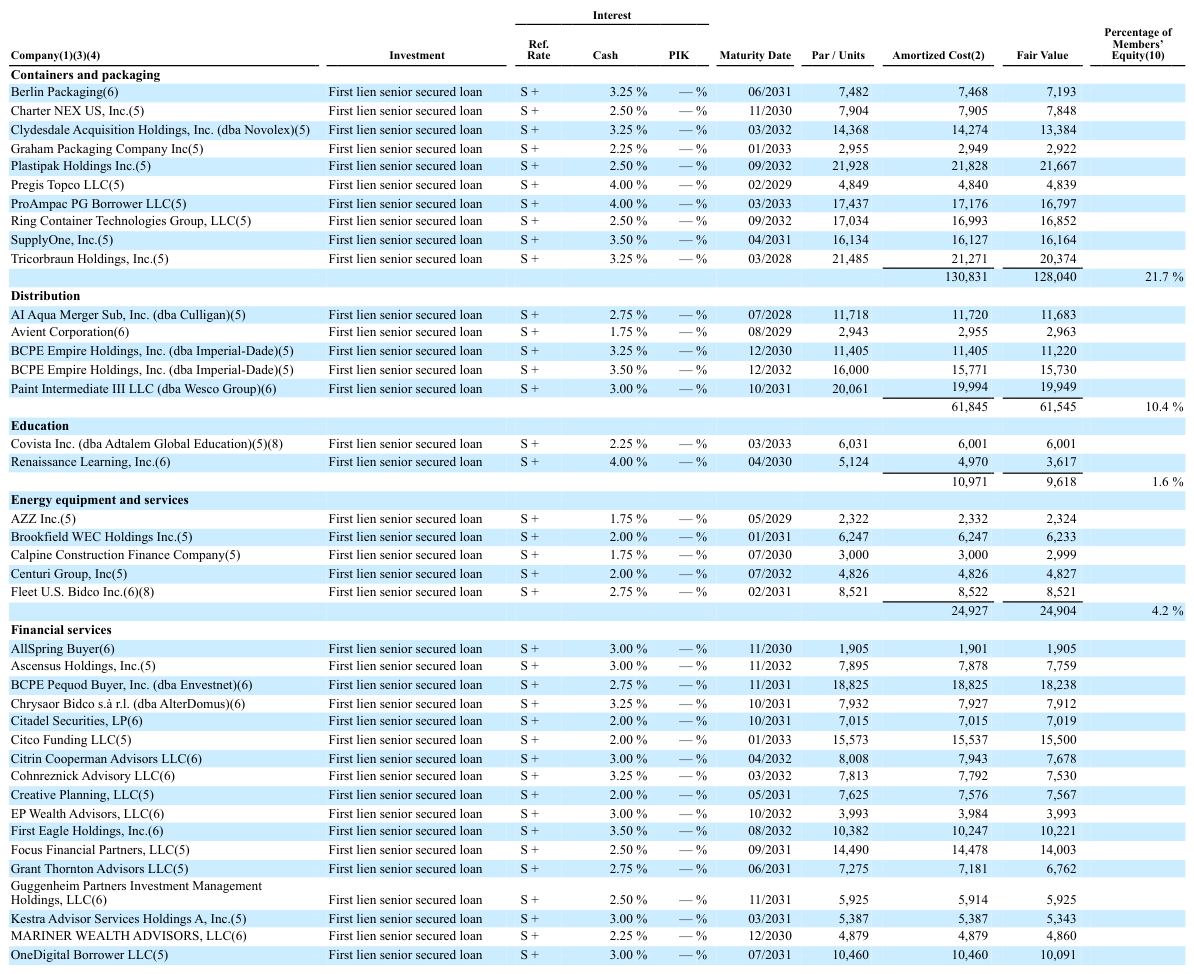 Interest
Company(1)(3)(4) Investment Ref. Rate Cash PIK Maturity Date Par / Units Amortized Cost(2) Fair Value Percentage of Members' Equity(10)
Containers and packaging
Berlin Packaging(6) First lien senior secured loan S + 3.25 % — % 06/2031 7,482 7,468 7,193
Charter NEX US, Inc.(5) First lien senior secured loan S + 2.50 % — % 11/2030 7,904 7,905 7,848
Clydesdale Acquisition Holdings, Inc. (dba Novolex)(5) First lien senior secured loan S + 3.25 % — % 03/2032 14,368 14,274 13,384
Graham Packaging Company Inc(5) First lien senior secured loan S + 2.25 % — % 01/2033 2,955 2,949 2,922
Plastipak Holdings Inc.(5) First lien senior secured loan S + 2.50 % — % 09/2032 21,928 21,828 21,667
Pregis Topco LLC(5) First lien senior secured loan S + 4.00 % — % 02/2029 4,849 4,840 4,839
ProAmpac PG Borrower LLC(5) First lien senior secured loan S + 4.00 % — % 03/2033 17,437 17,176 16,797
Ring Container Technologies Group, LLC(5) First lien senior secured loan S + 2.50 % — % 09/2032 17,034 16,993 16,852
SupplyOne, Inc.(5) First lien senior secured loan S + 3.50 % — % 04/2031 16,134 16,127 16,164
Tricorbraun Holdings, Inc.(5) First lien senior secured loan S + 3.25 % — % 03/2028 21,485 21,271 20,374
130,831 128,040 21.7 %
Distribution
AI Aqua Merger Sub, Inc. (dba Culligan)(5) First lien senior secured loan S + 2.75 % — % 07/2028 11,718 11,720 11,683
Avient Corporation(6) First lien senior secured loan S + 1.75 % — % 08/2029 2,943 2,955 2,963
BCPE Empire Holdings, Inc. (dba Imperial-Dade)(5) First lien senior secured loan S + 3.25 % — % 12/2030 11,405 11,405 11,220
BCPE Empire Holdings, Inc. (dba Imperial-Dade)(5) First lien senior secured loan S + 3.50 % — % 12/2032 16,000 15,771 15,730
Paint Intermediate III LLC (dba Wesco Group)(6) First lien senior secured loan S + 3.00 % — % 10/2031 20,061 19,994 19,949
61,845 61,545 10.4 %
Education
Covista Inc. (dba Adtalem Global Education)(5)(8) First lien senior secured loan S + 2.25 % — % 03/2033 6,031 6,001 6,001
Renaissance Learning, Inc.(6) First lien senior secured loan S + 4.00 % — % 04/2030 5,124 4,970 3,617
10,971 9,618 1.6 %
Energy equipment and services
AZZ Inc.(5) First lien senior secured loan S + 1.75 % — % 05/2029 2,322 2,332 2,324
Brookfield WEC Holdings Inc.(5) First lien senior secured loan S + 2.00 % — % 01/2031 6,247 6,247 6,233
Calpine Construction Finance Company(5) First lien senior secured loan S + 1.75 % — % 07/2030 3,000 3,000 2,999
Centuri Group, Inc(5) First lien senior secured loan S + 2.00 % — % 07/2032 4,826 4,826 4,827
Fleet U.S. Bidco Inc.(6)(8) First lien senior secured loan S + 2.75 % — % 02/2031 8,521 8,522 8,521
24,927 24,904 4.2 %
Financial services
AllSpring Buyer(6) First lien senior secured loan S + 3.00 % — % 11/2030 1,905 1,901 1,905
Ascensus Holdings, Inc.(5) First lien senior secured loan S + 3.00 % — % 11/2032 7,895 7,878 7,759
BCPE Pequod Buyer, Inc. (dba Envestnet)(6) First lien senior secured loan S + 2.75 % — % 11/2031 18,825 18,825 18,238
Chrysaor Bidco s.à r.l. (dba AlterDomus)(6) First lien senior secured loan S + 3.25 % — % 10/2031 7,932 7,927 7,912
Citadel Securities, LP(6) First lien senior secured loan S + 2.00 % — % 10/2031 7,015 7,015 7,019
Citco Funding LLC(5) First lien senior secured loan S + 2.00 % — % 01/2033 15,573 15,537 15,500
Citrin Cooperman Advisors LLC(6) First lien senior secured loan S + 3.00 % — % 04/2032 8,008 7,943 7,678
Cohnreznick Advisory LLC(6) First lien senior secured loan S + 3.25 % — % 03/2032 7,813 7,792 7,530
Creative Planning, LLC(5) First lien senior secured loan S + 2.00 % — % 05/2031 7,625 7,576 7,567
EP Wealth Advisors, LLC(6) First lien senior secured loan S + 3.00 % — % 10/2032 3,993 3,984 3,993
First Eagle Holdings, Inc.(6) First lien senior secured loan S + 3.50 % — % 08/2032 10,382 10,247 10,221
Focus Financial Partners, LLC(5) First lien senior secured loan S + 2.50 % — % 09/2031 14,490 14,478 14,003
Grant Thornton Advisors LLC(5) First lien senior secured loan S + 2.75 % — % 06/2031 7,275 7,181 6,762
Guggenheim Partners Investment Management
Holdings, LLC(6) First lien senior secured loan S + 2.50 % — % 11/2031 5,925 5,914 5,925
Kestra Advisor Services Holdings A, Inc.(5) First lien senior secured loan S + 3.00 % — % 03/2031 5,387 5,387 5,343
MARINER WEALTH ADVISORS, LLC(6) First lien senior secured loan S + 2.25 % — % 12/2030 4,879 4,879 4,860
OneDigital Borrower LLC(5) First lien senior secured loan S + 3.00 % — % 07/2031 10,460 10,460 10,091